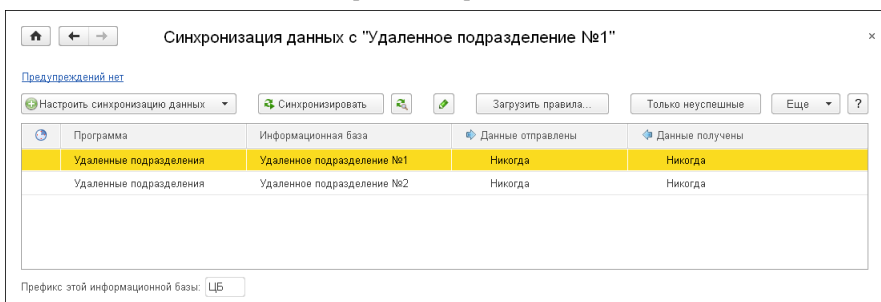 Синхронизация данных с "Удаленное подразделение №1"
Предупреждений нет
Настроить синхронизацию данных Синхронизировать Загрузить правила... Только неуспешные Еще ?
Программа Информационная база Данные отправлены Данные получены
Удаленные подразделения Удаленное подразделение №1 Никогда Никогда
Удаленные подразделения Удаленное подразделение №2 Никогда Никогда
Префикс этой информационной базы: ЦБ